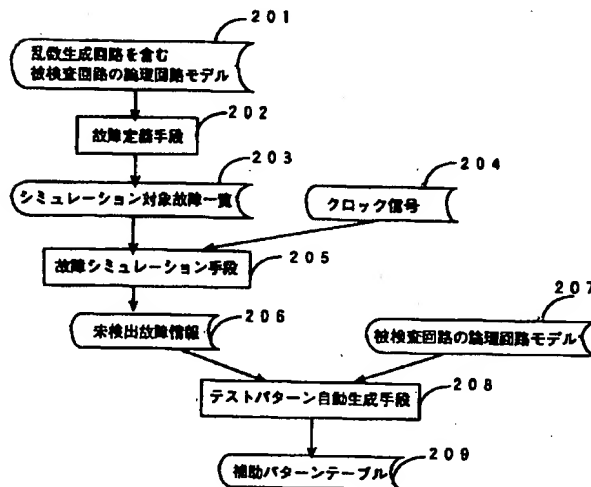 201
乱数生成回路を含む
被検査回路の論理回路モデル
202
故障定義手段
203
シミュレーション対象故障一覧
204
クロック信号
205
故障シミュレーション手段
206
未検出故障情報
207
被検査回路の論理回路モデル
208
テストパターン自動生成手段
209
補助パターンテーブル